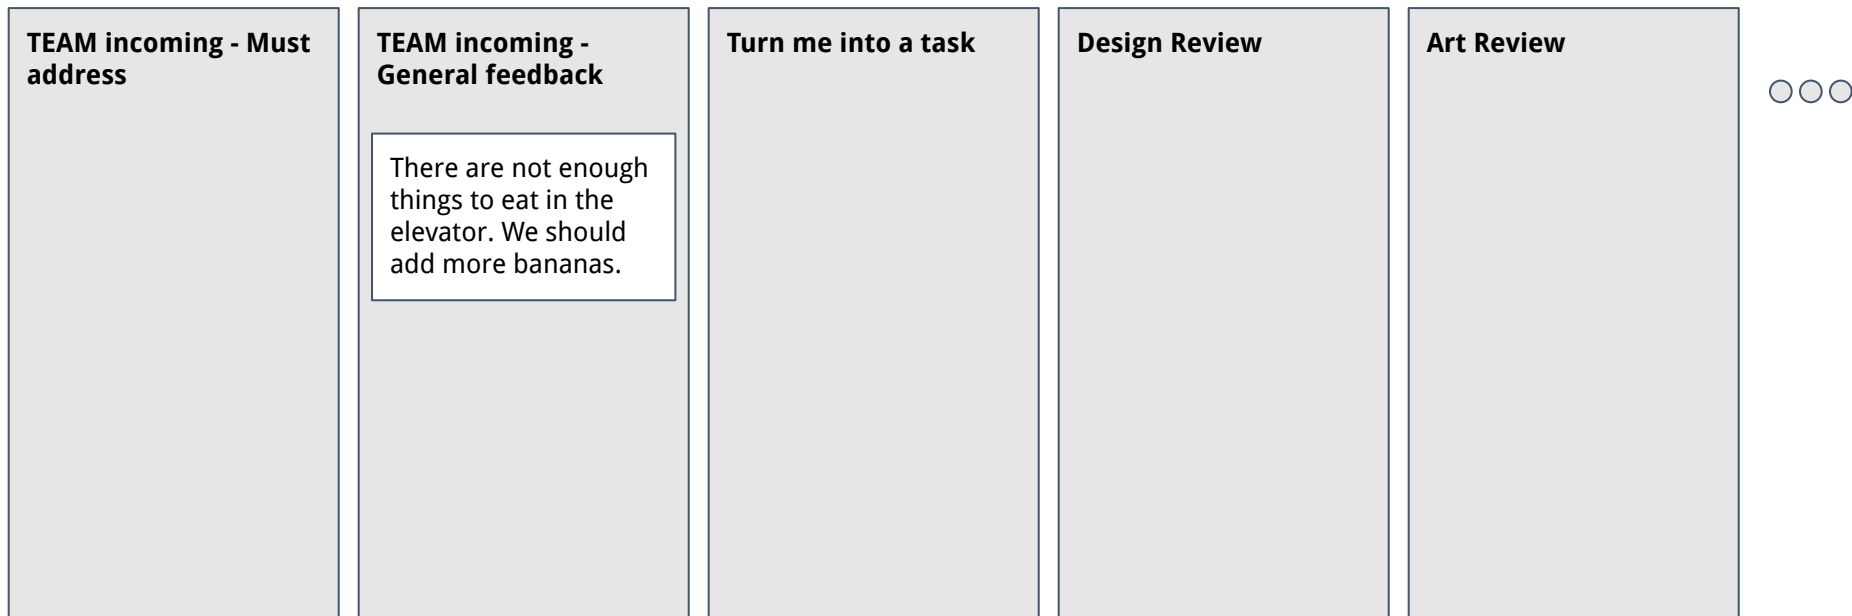 TEAM incoming - Must
address
TEAM incoming -
General feedback
There are not enough
things to eat in the
elevator. We should
add more bananas.
Turn me into a task
Design Review
Art Review